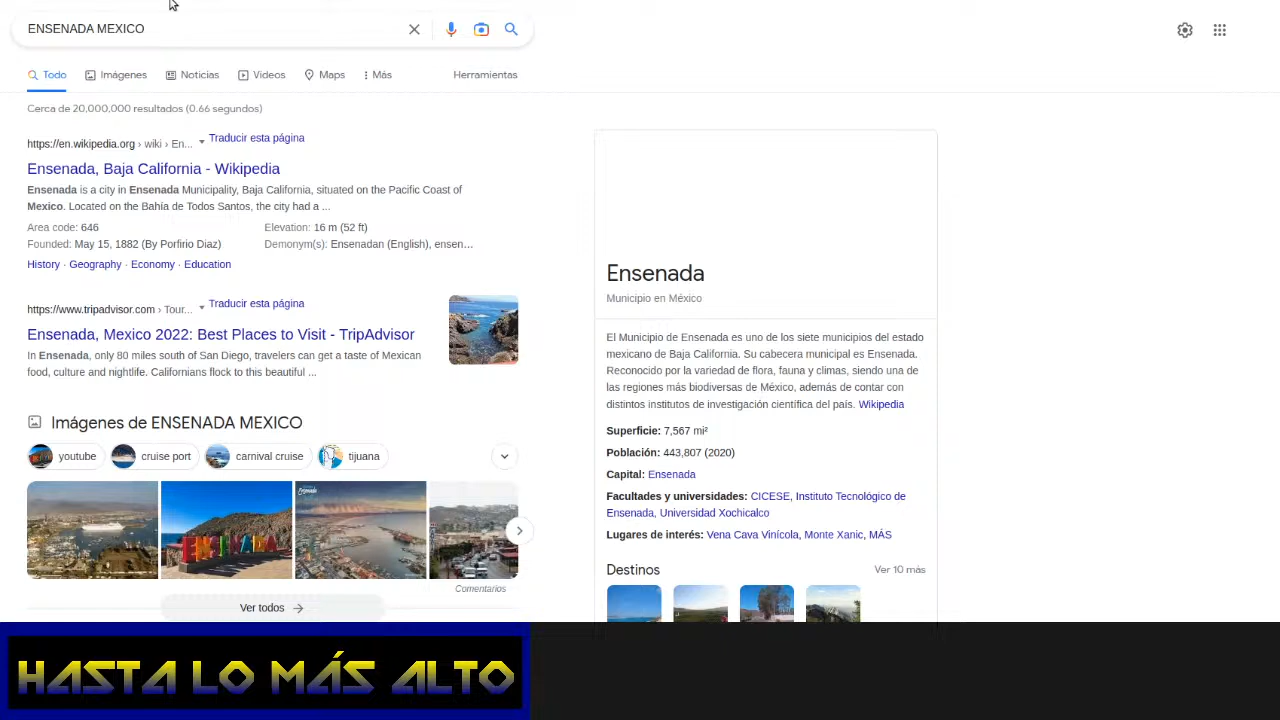 ENSENADA MEXICO
Todo
Imágenes
Noticias
Videos
Maps
Más
Herramientas
Cerca de 20,000,000 resultados (0.66 segundos)
https://en.wikipedia.org › wiki › En... Traducir esta página
Ensenada, Baja California - Wikipedia
Ensenada is a city in Ensenada Municipality, Baja California, situated on the Pacific Coast of
Mexico. Located on the Bahía de Todos Santos, the city had a ...
Area code: 646
Elevation: 16 m (52 ft)
Founded: May 15, 1882 (By Porfirio Diaz)
Demonym(s): Ensenadan (English), ensen...
History · Geography · Economy · Education
https://www.tripadvisor.com › Tour... Traducir esta página
Ensenada, Mexico 2022: Best Places to Visit - TripAdvisor
In Ensenada, only 80 miles south of San Diego, travelers can get a taste of Mexican
food, culture and nightlife. Californians flock to this beautiful ...
Imágenes de ENSENADA MEXICO
youtube
cruise port
carnival cruise
tijuana
ENSENADA
Ensenada
Comentarios
Ver todos
Ensenada
Municipio en México
El Municipio de Ensenada es uno de los siete municipios del estado
mexicano de Baja California. Su cabecera municipal es Ensenada.
Reconocido por la variedad de flora, fauna y climas, siendo una de
las regiones más biodiversas de México, además de contar con
distintos institutos de investigación científica del país. Wikipedia
Superficie: 7,567 mi²
Población: 443,807 (2020)
Capital: Ensenada
Facultades y universidades: CICESE, Instituto Tecnológico de
Ensenada, Universidad Xochicalco
Lugares de interés: Vena Cava Vinícola, Monte Xanic, MÁS
Destinos
Ver 10 más
HASTA LO MÁS ALTO